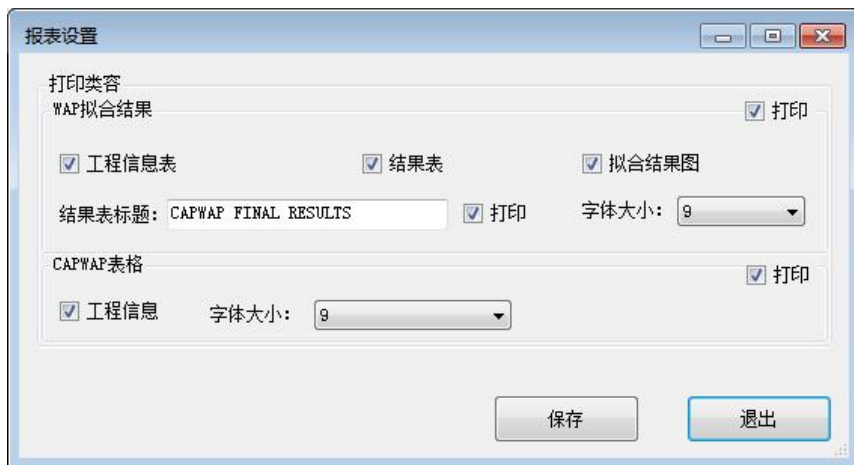 报表设置
打印类容
WAP拟合结果
打印
工程信息表 结果表 拟合结果图
结果表标题: CAPWAP FINAL RESULTS 打印 字体大小: 9
CAPWAP表格
打印
工程信息 字体大小: 9
保存 退出